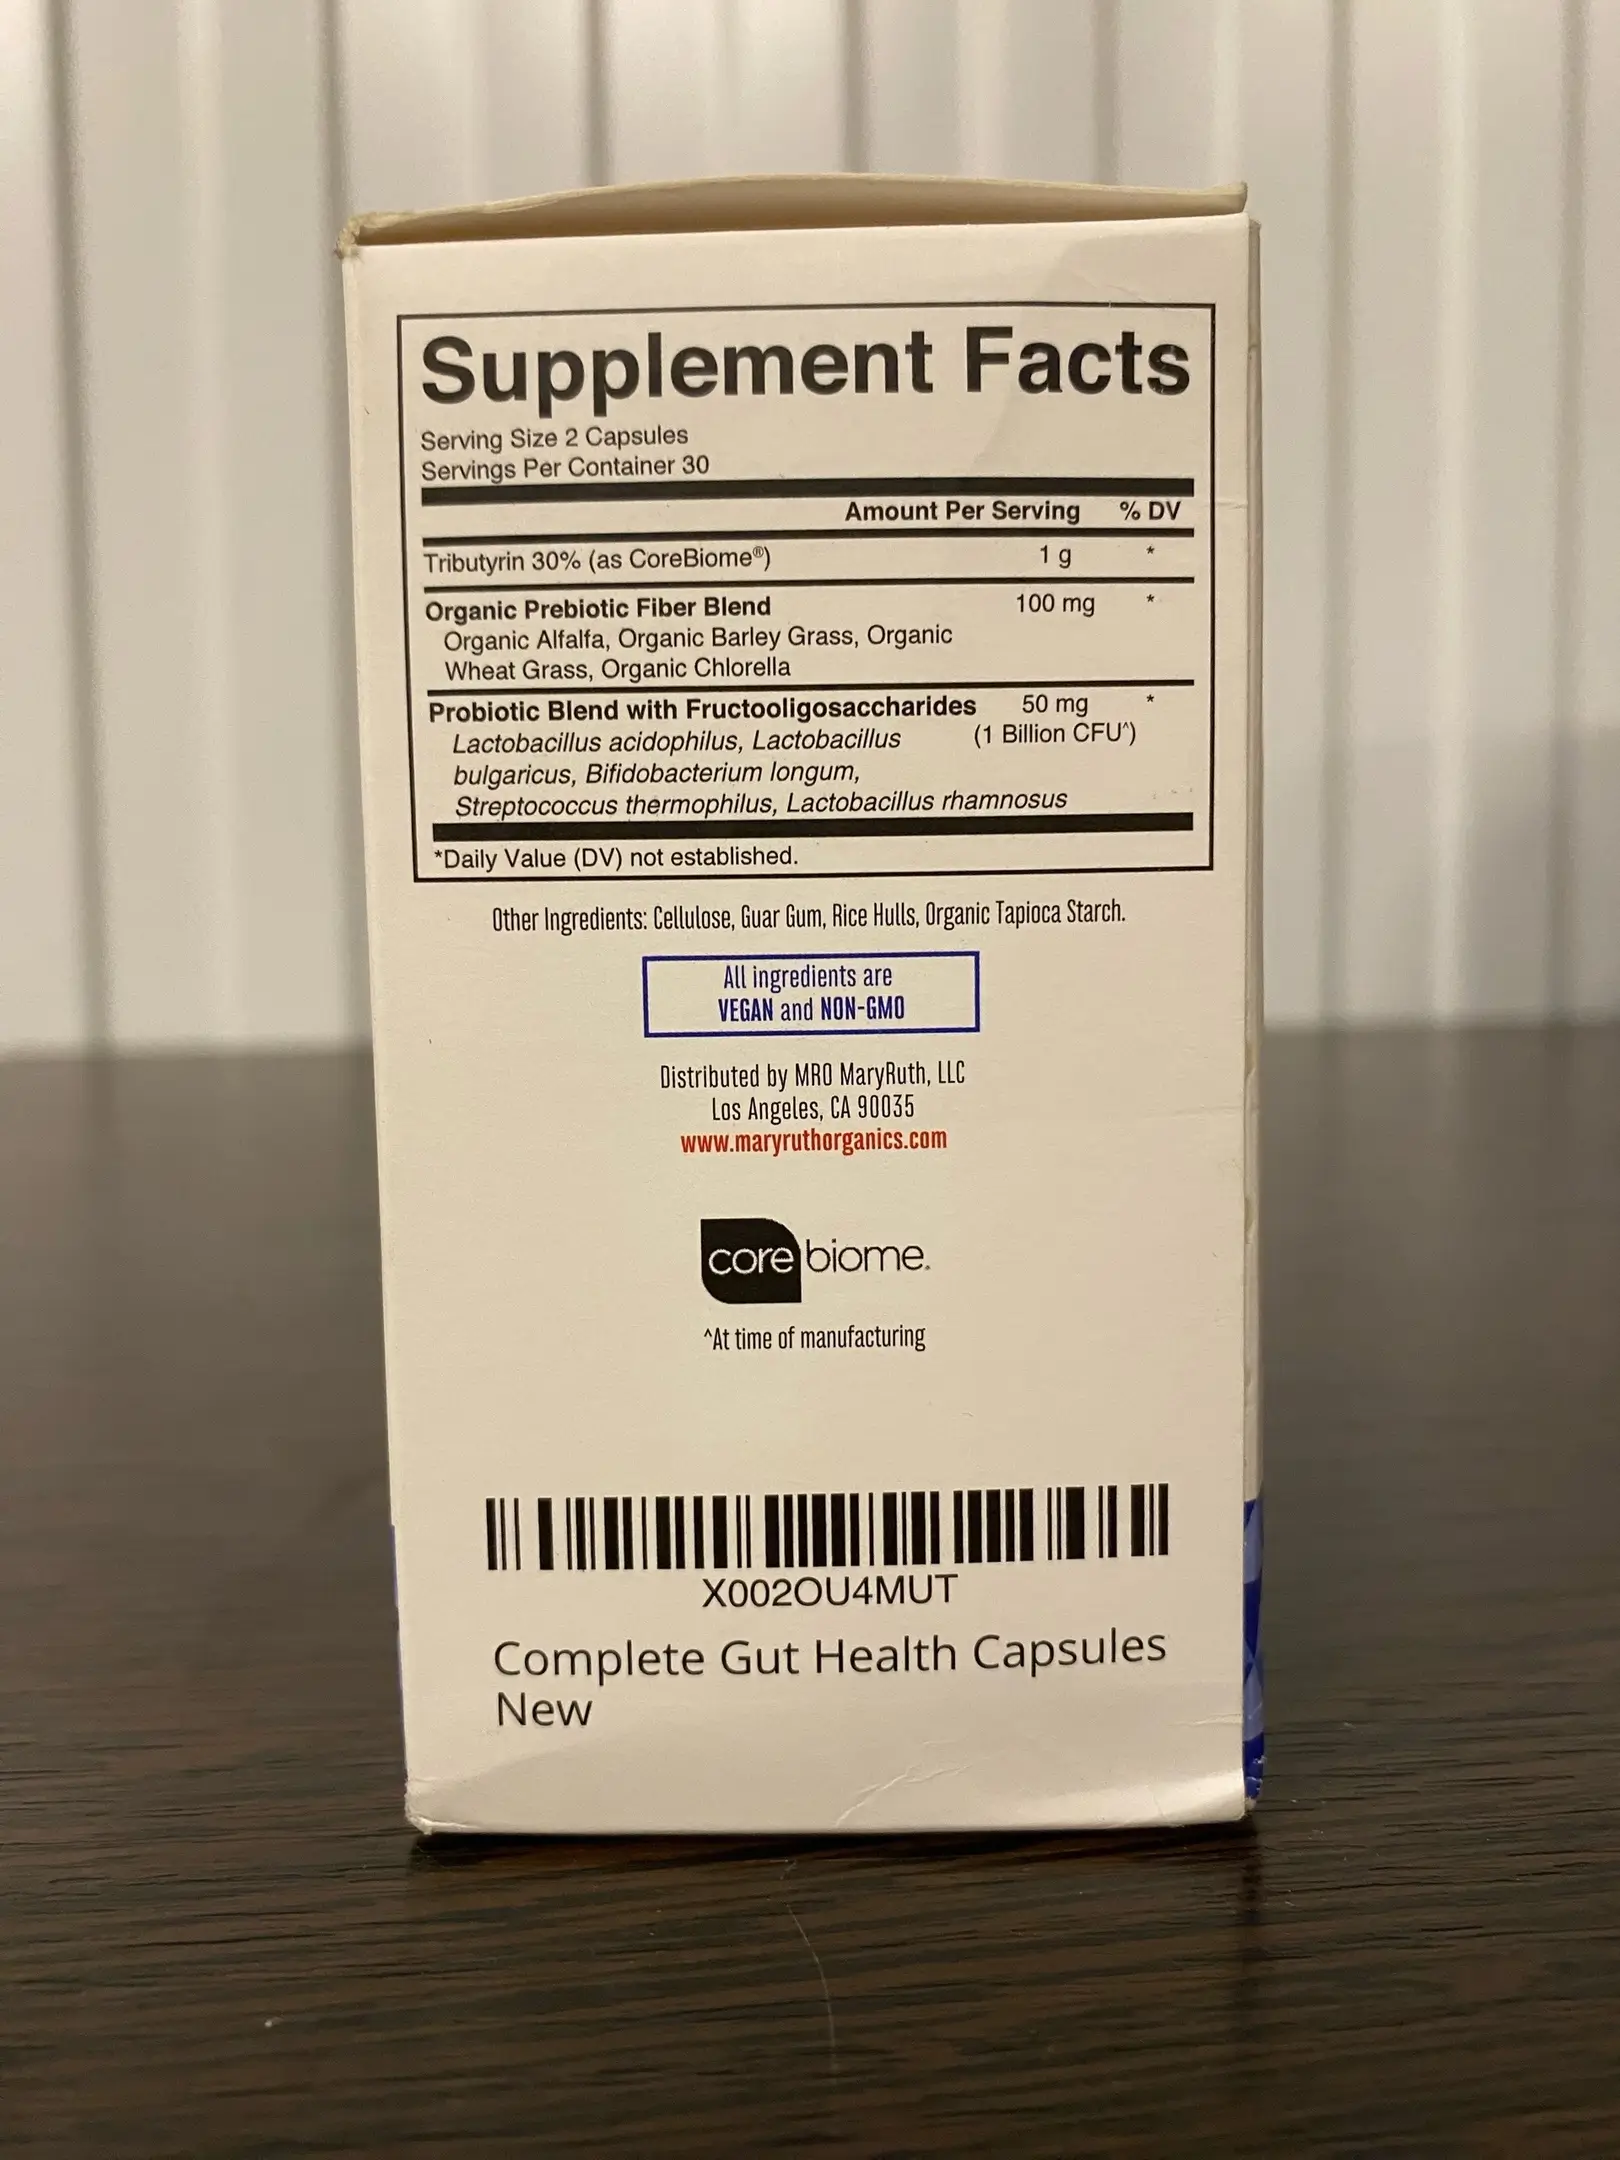 Supplement Facts
Serving Size 2 Capsules
Servings Per Container 30
Amount Per Serving % DV
Tributyrin 30% (as CoreBiome®) 1 g *
Organic Prebiotic Fiber Blend 100 mg *
Organic Alfalfa, Organic Barley Grass, Organic
Wheat Grass, Organic Chlorella
Probiotic Blend with Fructooligosaccharides 50 mg *
Lactobacillus acidophilus, Lactobacillus (1 Billion CFU^)
bulgaricus, Bifidobacterium longum,
Streptococcus thermophilus, Lactobacillus rhamnosus
*Daily Value (DV) not established.
Other Ingredients: Cellulose, Guar Gum, Rice Hulls, Organic Tapioca Starch.
All ingredients are
VEGAN and NON-GMO
Distributed by MRO MaryRuth, LLC
Los Angeles, CA 90035
www.maryruthorganics.com
core biome.
^At time of manufacturing
X002OU4MUT
Complete Gut Health Capsules
New